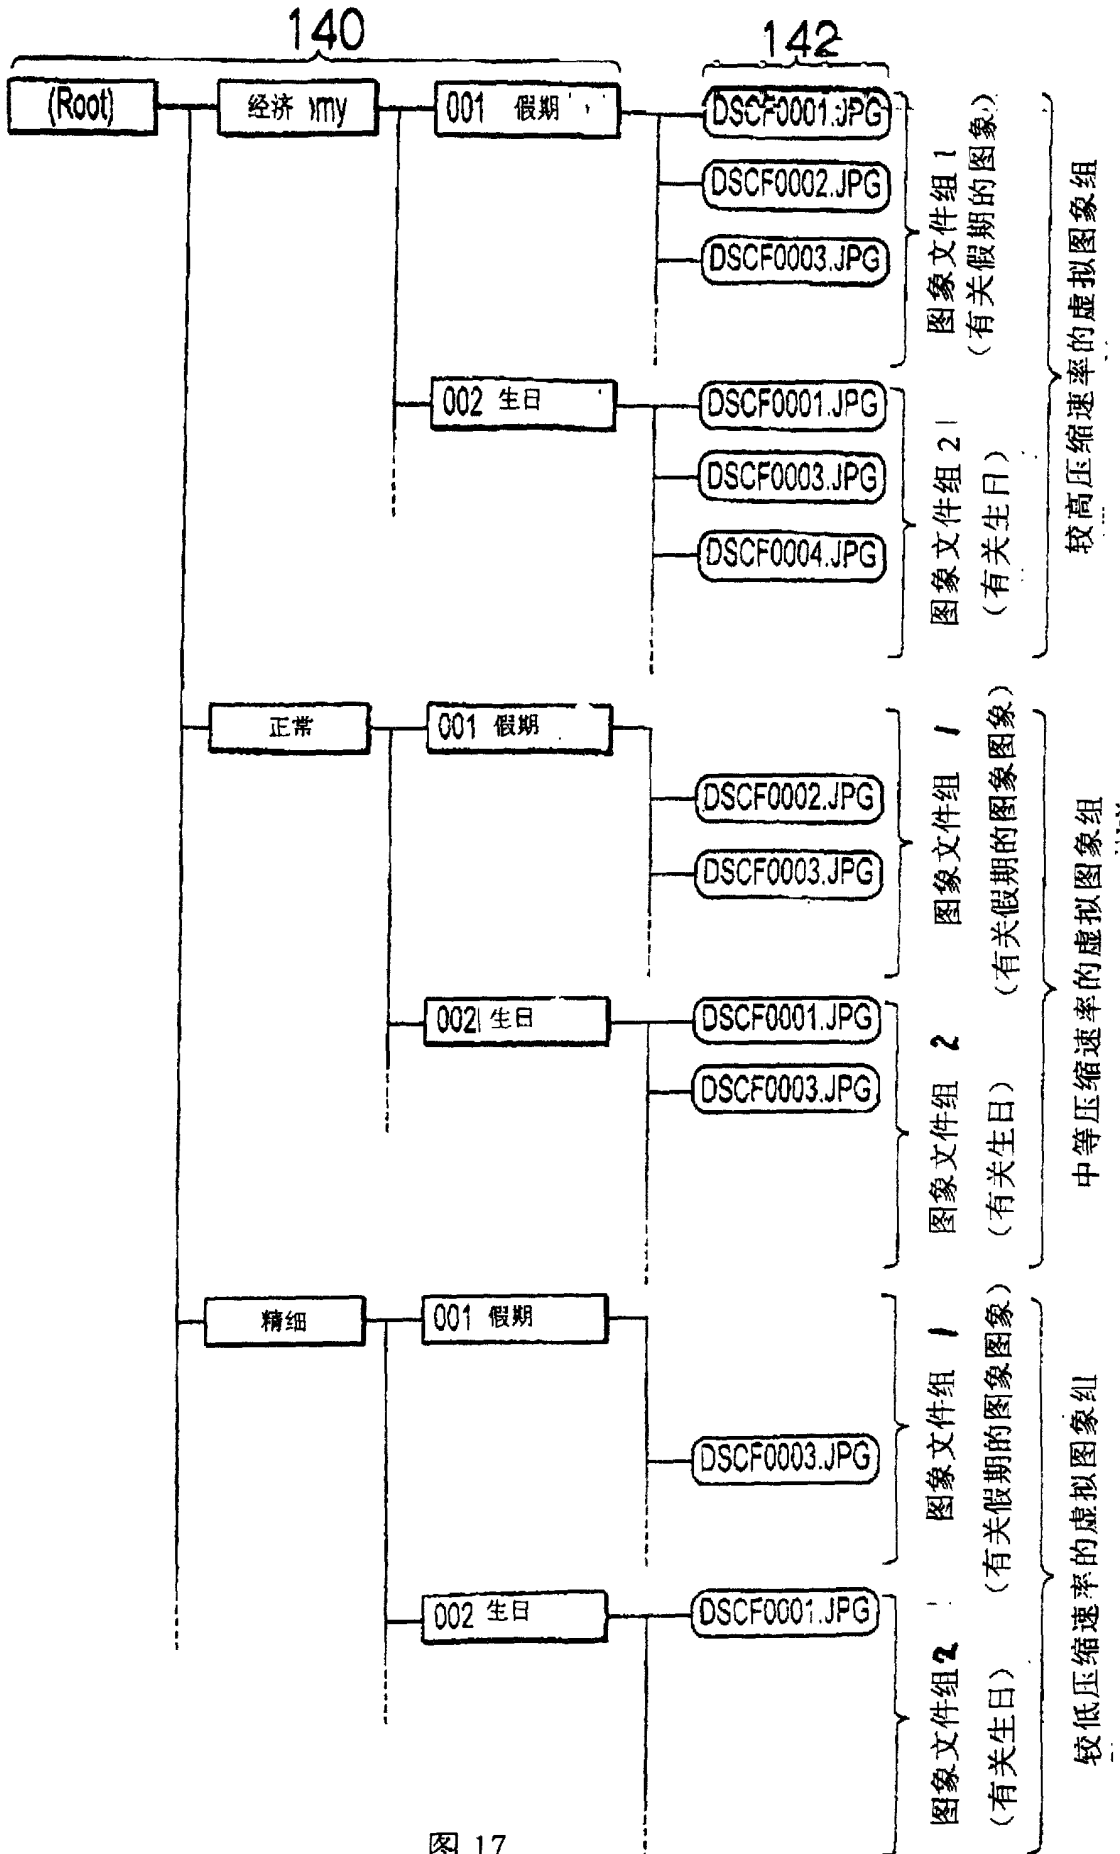 140
142
(Root)
经济 my
001 假期
DSCF0001.JPG
DSCF0002.JPG
DSCF0003.JPG
图象文件组 1
(有关假期的图象)
002 生日
DSCF0001.JPG
DSCF0003.JPG
DSCF0004.JPG
图象文件组 2
(有关生日)
较高压缩速率的虚拟图象组
正常
001 假期
DSCF0002.JPG
DSCF0003.JPG
图象文件组 1
(有关假期的图象图象)
002 生日
DSCF0001.JPG
DSCF0003.JPG
图象文件组 2
(有关生日)
中等压缩速率的虚拟图象组
精细
001 假期
DSCF0003.JPG
图象文件组 1
(有关假期的图象图象)
002 生日
DSCF0001.JPG
图象文件组2
(有关生日)
较低压缩速率的虚拟图象组
图 17